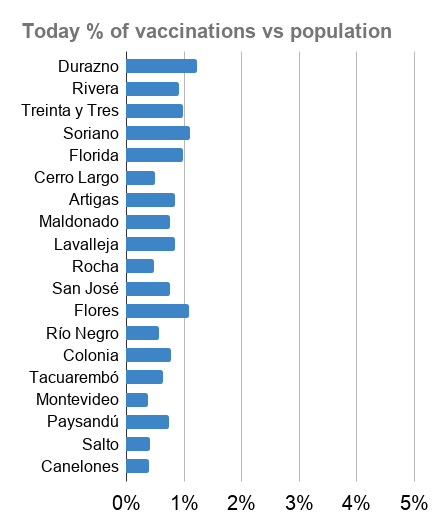 Today % of vaccinations vs population
Durazno
Rivera
Treinta y Tres
Soriano
Florida
Cerro Largo
Artigas
Maldonado
Lavalleja
Rocha
San José
Flores
Río Negro
Colonia
Tacuarembó
Montevideo
Paysandú
Salto
Canelones
0% 1% 2% 3% 4% 5%